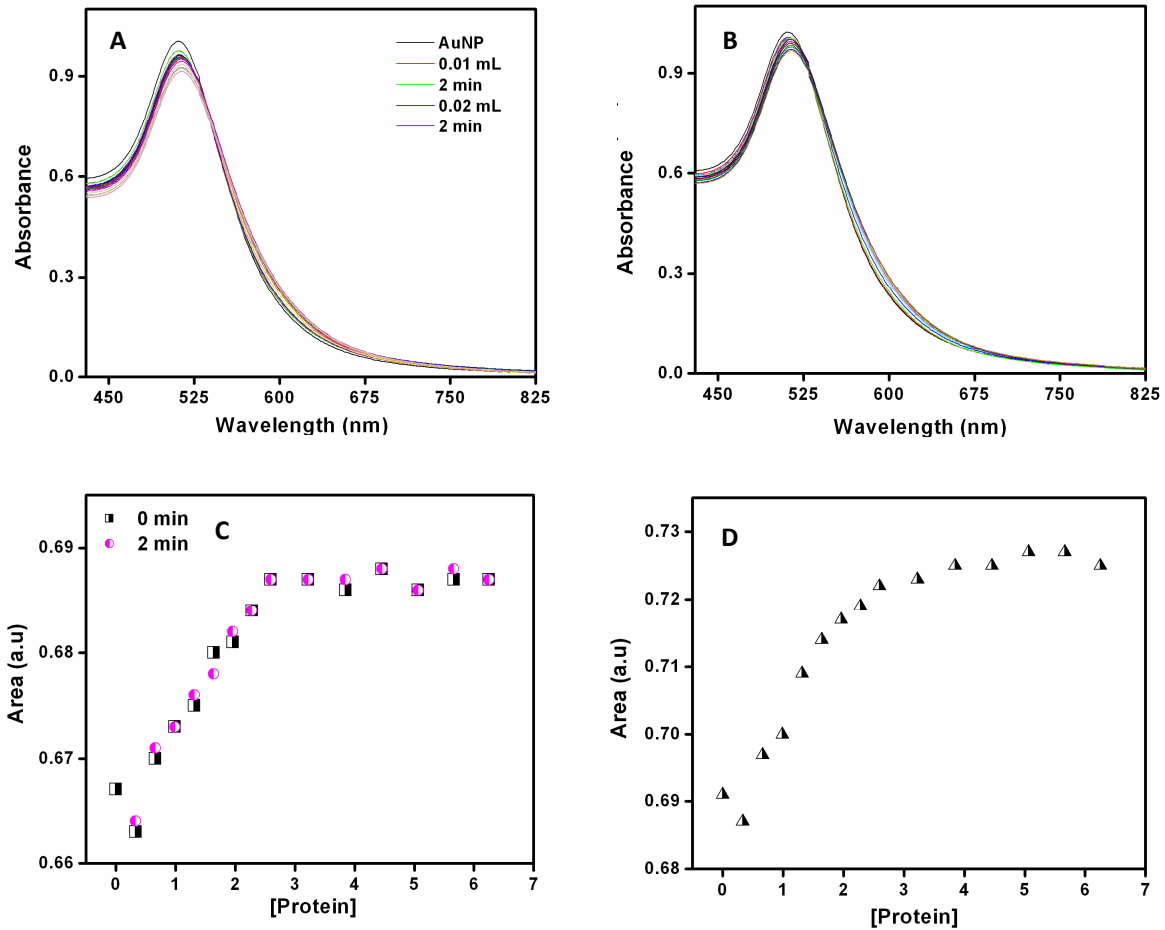 A
AuNP
0.01 mL
2 min
0.02 mL
2 min
0.9
0.6
0.3
0.0
Absorbance
450 525 600 675 750 825
Wavelength (nm)
B
0.9
0.6
0.3
0.0
Absorbance
450 525 600 675 750 825
Wavelength (nm)
C
0 min
2 min
0.69
0.68
0.67
0.66
Area (a.u)
0 1 2 3 4 5 6 7
[Protein]
D
0.73
0.72
0.71
0.70
0.69
0.68
Area (a.u)
0 1 2 3 4 5 6 7
[Protein]